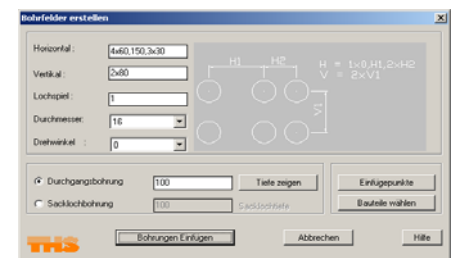 Bohrfelder erstellen
Horizontal : 4x60,150,3x30
Vertikal : 2x80
Lochspiel : 1
Durchmesser: 16
Drehwinkel : 0
H1 H2
H = 1x0,H1,2xH2
V = 2xV1
V1
Durchgangsbohrung 100 Tiefe zeigen Einfügepunkte
Sacklochbohrung 100 Sacklochtiefe Bauteile wählen
THS Bohrungen Einfügen Abbrechen Hilfe